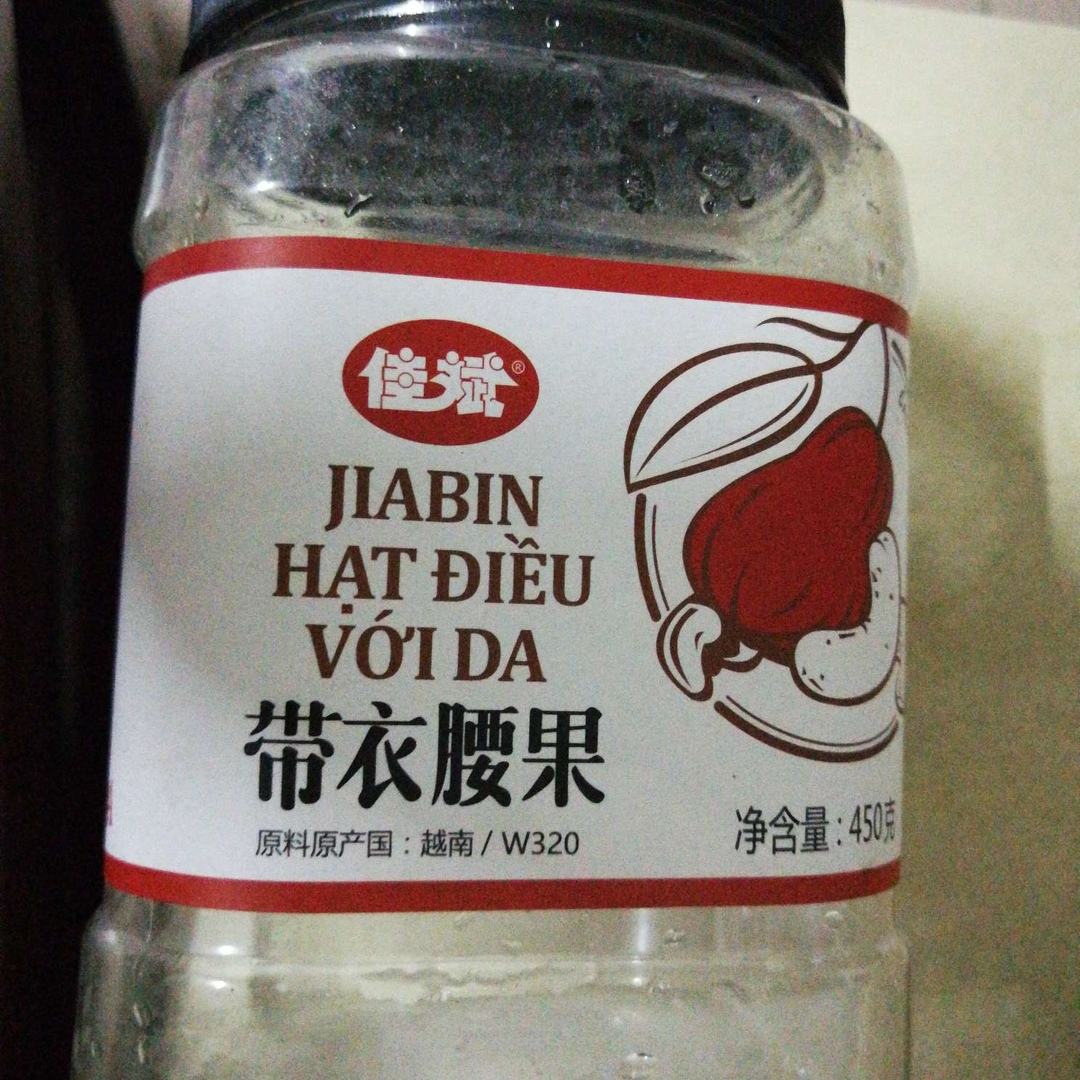 佳斌®
JIABIN
HẠT ĐIỀU
VỚI DA
带衣腰果
原料原产国：越南 / W320
净含量：450克